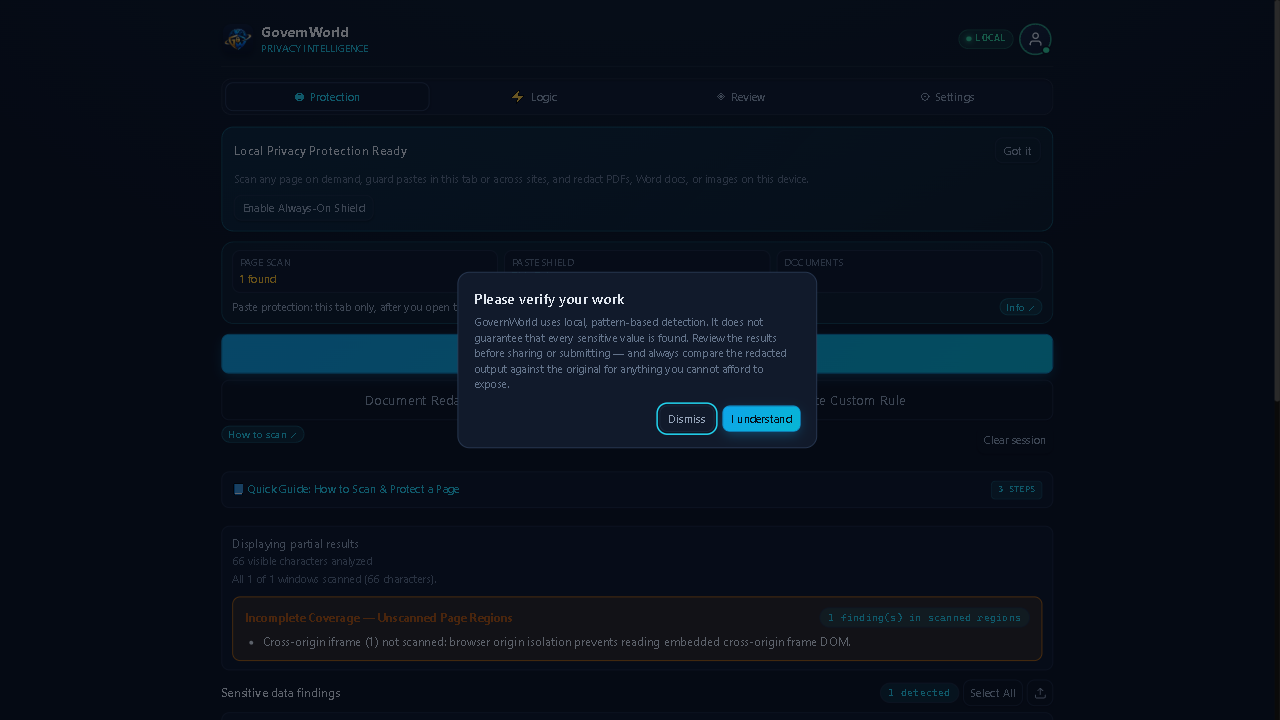 GovernWorld
PRIVACY INTELLIGENCE
LOCAL
Protection
Logic
Review
Settings
Local Privacy Protection Ready
Got it
Scan any page on demand, guard pastes in this tab or across sites, and redact PDFs, Word docs, or images on this device.
Enable Always-On Shield
PAGE SCAN
PASTE SHIELD
DOCUMENTS
1 found
Paste protection: this tab only, after you open
Info ↗
Please verify your work
GovernWorld uses local, pattern-based detection. It does not
guarantee that every sensitive value is found. Review the results
before sharing or submitting — and always compare the redacted
output against the original for anything you cannot afford to
expose.
Dismiss
I understand
Document
Custom Rule
How to scan ↗
Clear session
Quick Guide: How to Scan & Protect a Page
3 STEPS
Displaying partial results
66 visible characters analyzed
All 1 of 1 windows scanned (66 characters).
Incomplete Coverage — Unscanned Page Regions
1 finding(s) in scanned regions
• Cross-origin iframe (1) not scanned: browser origin isolation prevents reading embedded cross-origin frame DOM.
Sensitive data findings
1 detected
Select All